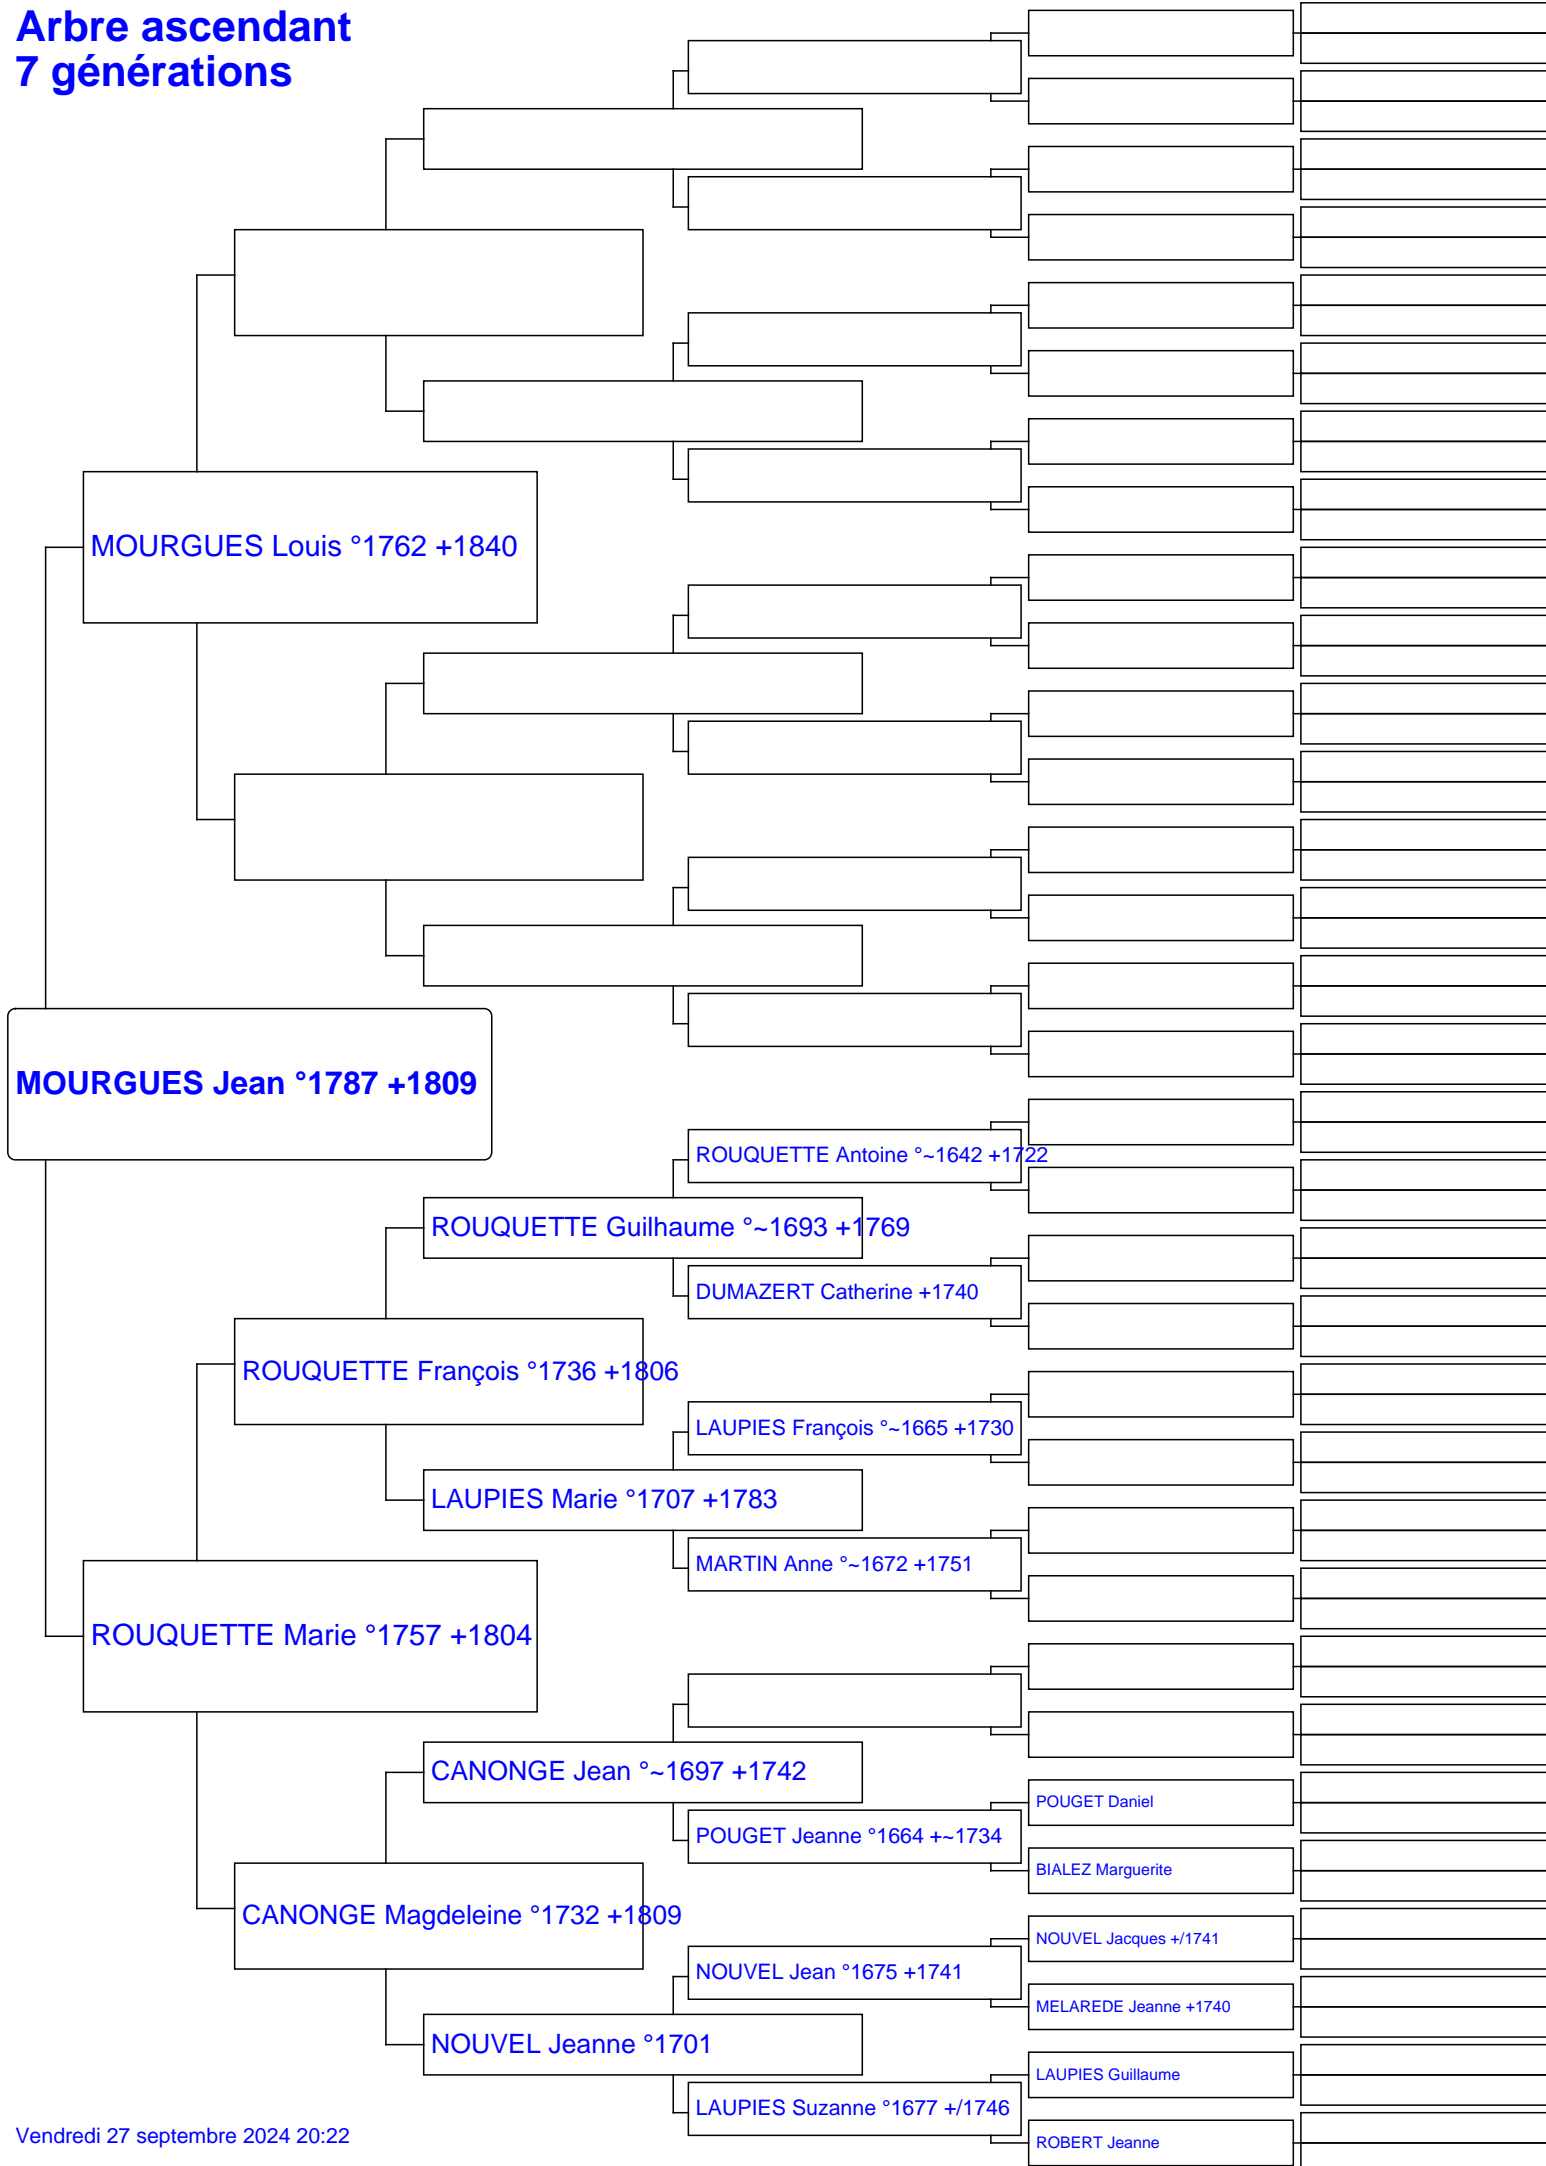 Arbre ascendant
7 générations
MOURGUES Louis °1762 +1840
MOURGUES Jean °1787 +1809
ROUQUETTE Antoine °~1642 +1722
ROUQUETTE Guilhaume °~1693 +1769
DUMAZERT Catherine +1740
ROUQUETTE François °1736 +1806
LAUPIES François °~1665 +1730
LAUPIES Marie °1707 +1783
MARTIN Anne °~1672 +1751
ROUQUETTE Marie °1757 +1804
CANONGE Jean °~1697 +1742
POUGET Daniel
POUGET Jeanne °1664 +~1734
BIALEZ Marguerite
CANONGE Magdeleine °1732 +1809
NOUVEL Jacques +/1741
NOUVEL Jean °1675 +1741
MELAREDE Jeanne +1740
NOUVEL Jeanne °1701
LAUPIES Guillaume
LAUPIES Suzanne °1677 +/1746
ROBERT Jeanne
Vendredi 27 septembre 2024 20:22